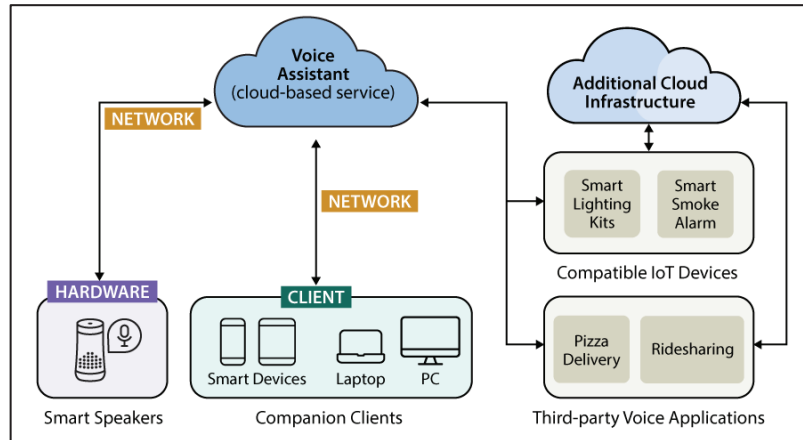 Voice
Assistant
(cloud-based service)
Additional Cloud
Infrastructure
NETWORK
NETWORK
Smart
Lighting
Kits
Smart
Smoke
Alarm
Compatible IoT Devices
HARDWARE
CLIENT
Smart Devices
Laptop
PC
Pizza
Delivery
Ridesharing
Smart Speakers
Companion Clients
Third-party Voice Applications